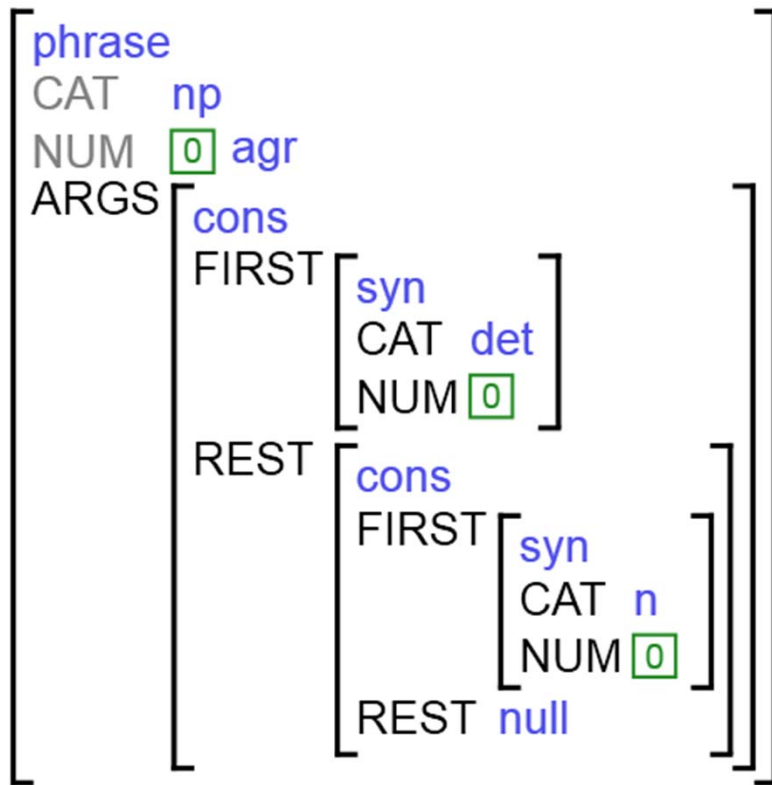 phrase
CAT np
NUM 0 agr
ARGS
cons
FIRST
syn
CAT det
NUM 0
REST
cons
FIRST
syn
CAT n
NUM 0
REST null